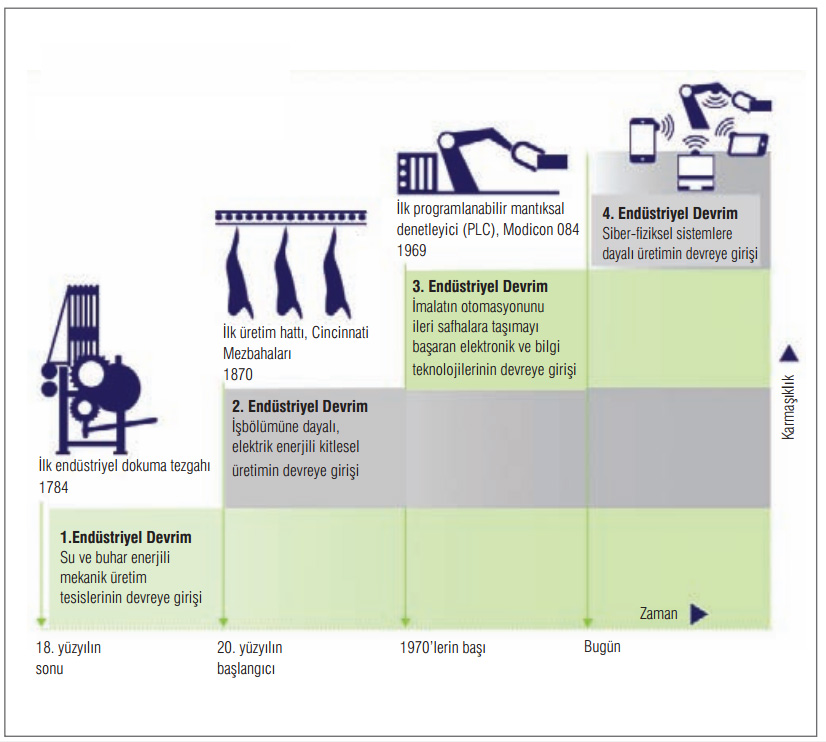 İlk endüstriyel dokuma tezgahı
1784
1.Endüstriyel Devrim
Su ve buhar enerjili
mekanik üretim
tesislerinin devreye girişi
18. yüzyılın
sonu
İlk üretim hattı, Cincinnati
Mezbahaları
1870
2. Endüstriyel Devrim
İşbölümüne dayalı,
elektrik enerjili kitlesel
üretimin devreye girişi
20. yüzyılın
başlangıcı
İlk programlanabilir mantıksal
denetleyici (PLC), Modicon 084
1969
3. Endüstriyel Devrim
İmalatın otomasyonunu
ileri safhalara taşımayı
başaran elektronik ve bilgi
teknolojilerinin devreye girişi
1970'lerin başı
4. Endüstriyel Devrim
Siber-fiziksel sistemlere
dayalı üretimin devreye girişi
Bugün
Zaman
Karmaşıklık